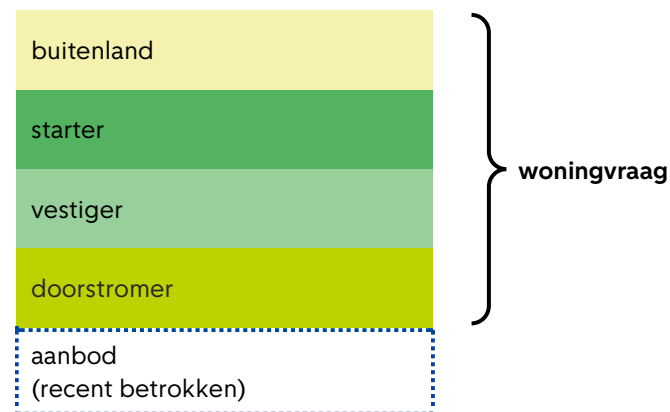 buitenland
starter
woningvraag
vestiger
doorstromer
aanbod
(recent betrokken)